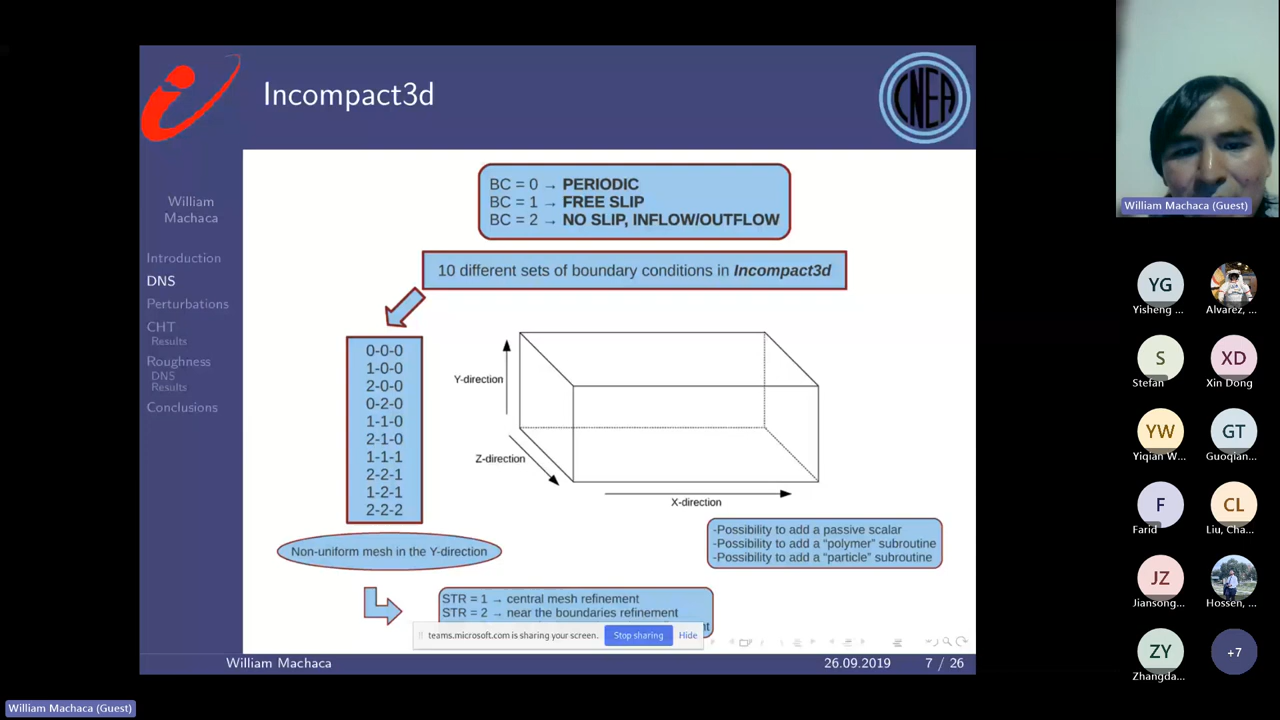 Incompact3d
CNEA
William
Machaca
Introduction
DNS
Perturbations
CHT
Results
Roughness
DNS
Results
Conclusions
BC = 0 → PERIODIC
BC = 1 → FREE SLIP
BC = 2 → NO SLIP, INFLOW/OUTFLOW
10 different sets of boundary conditions in Incompact3d
0-0-0
1-0-0
2-0-0
0-2-0
1-1-0
2-1-0
1-1-1
2-2-1
1-2-1
2-2-2
Y-direction
Z-direction
X-direction
Non-uniform mesh in the Y-direction
-Possibility to add a passive scalar
-Possibility to add a “polymer” subroutine
-Possibility to add a “particle” subroutine
STR = 1 → central mesh refinement
STR = 2 → near the boundaries refinement
teams.microsoft.com is sharing your screen. Stop sharing Hide
William Machaca 26.09.2019 7 / 26
William Machaca (Guest)
YG
Yisheng ... Alvarez, ...
S XD
Stefan Xin Dong
YW GT
Yiqian W... Guoqian...
F CL
Farid Liu, Cha...
JZ
Jiansong... Hossen, ...
ZY +7
Zhangda...
William Machaca (Guest)